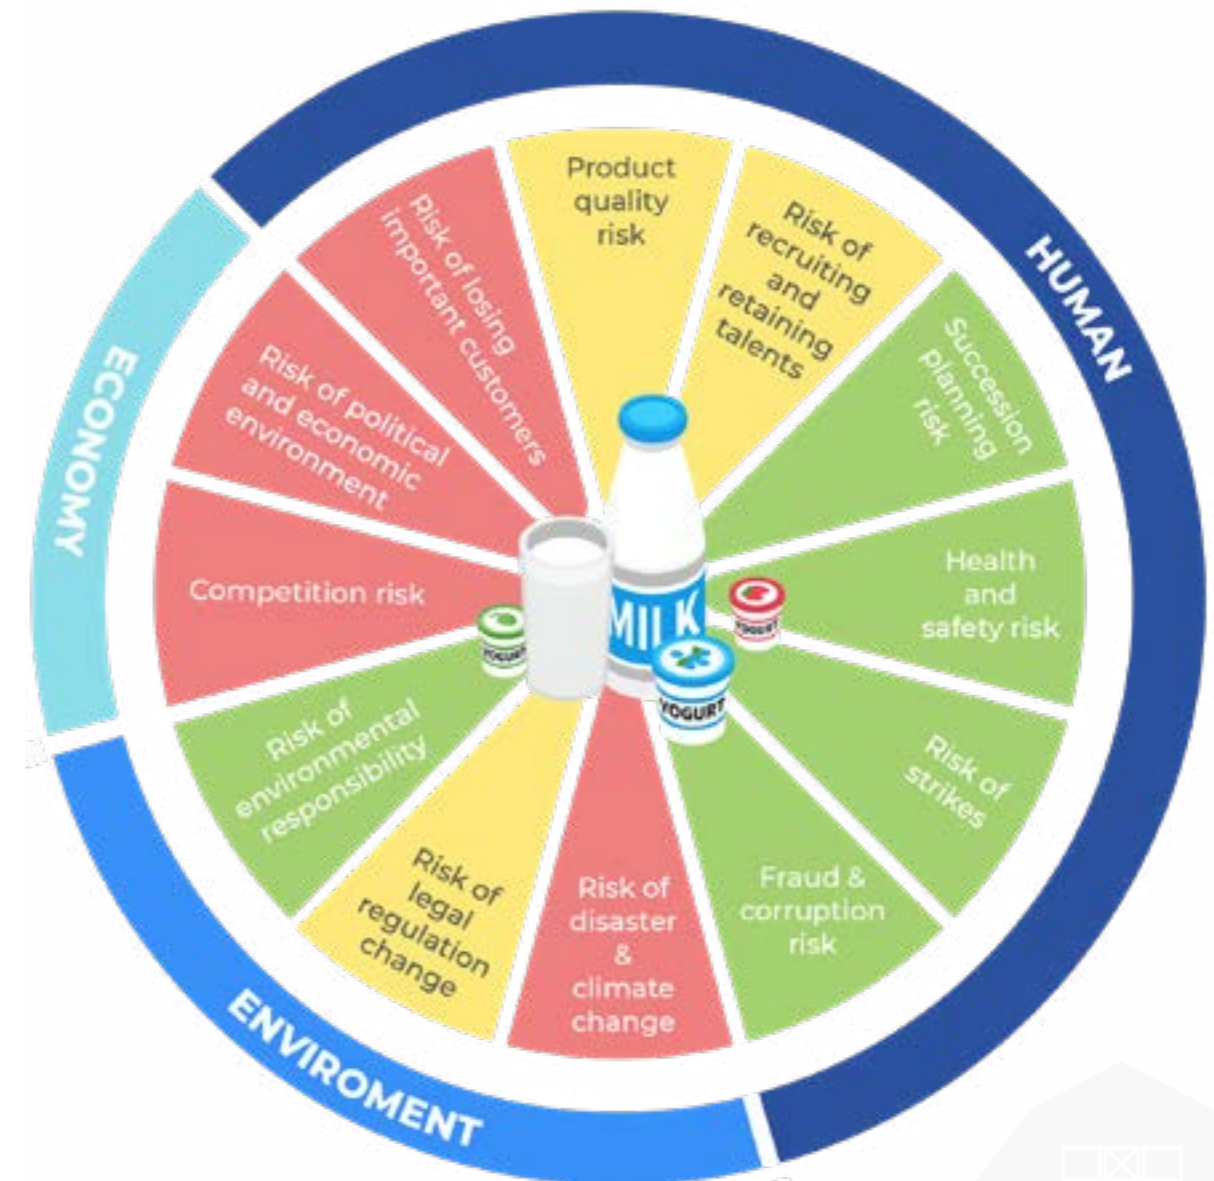 HUMAN
ECONOMY
ENVIROMENT
Product
quality
risk
Risk of
recruiting
and
retaining
talents
Succession
planning
risk
Health
and
safety risk
Risk of
strikes
Fraud &
corruption
risk
Risk of
disaster
&
climate
change
Risk of
legal
regulation
change
Risk of
environmental
responsibility
Competition risk
Risk of political
and economic
environment
Risk of losing
important customers
MILK
YOGURT
YOGURT
YOGURT